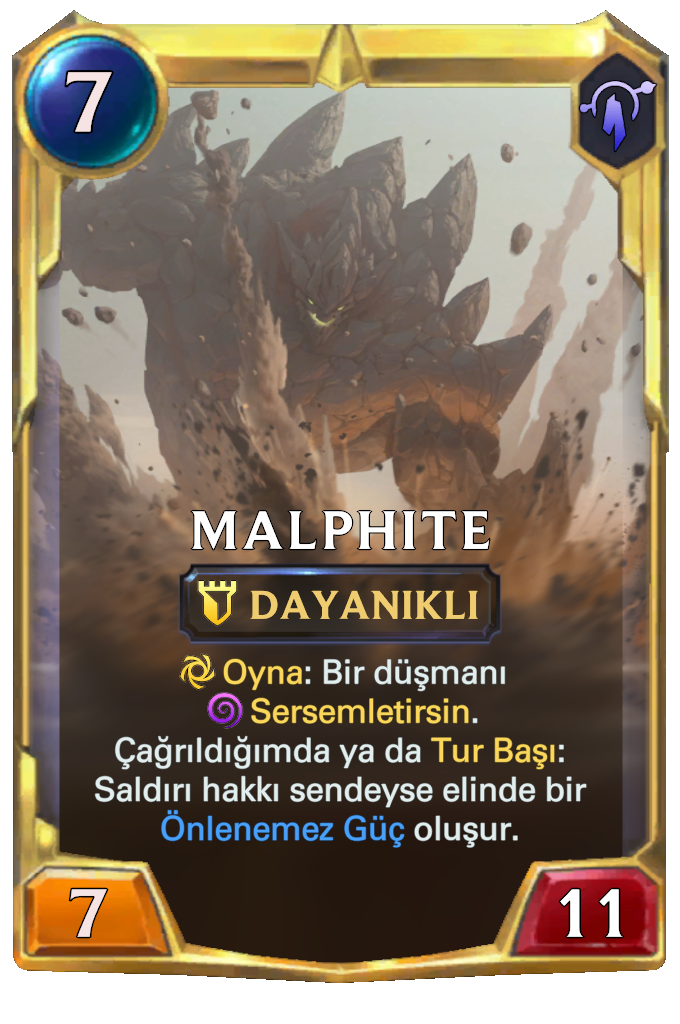 7
MALPHITE
DAYANIKLI
Oyna: Bir düşmanı
Sersemletirsin.
Çağrıldığımda ya da Tur Başı:
Saldırı hakkı sendeyse elinde bir
Önlenemez Güç oluşur.
7
11